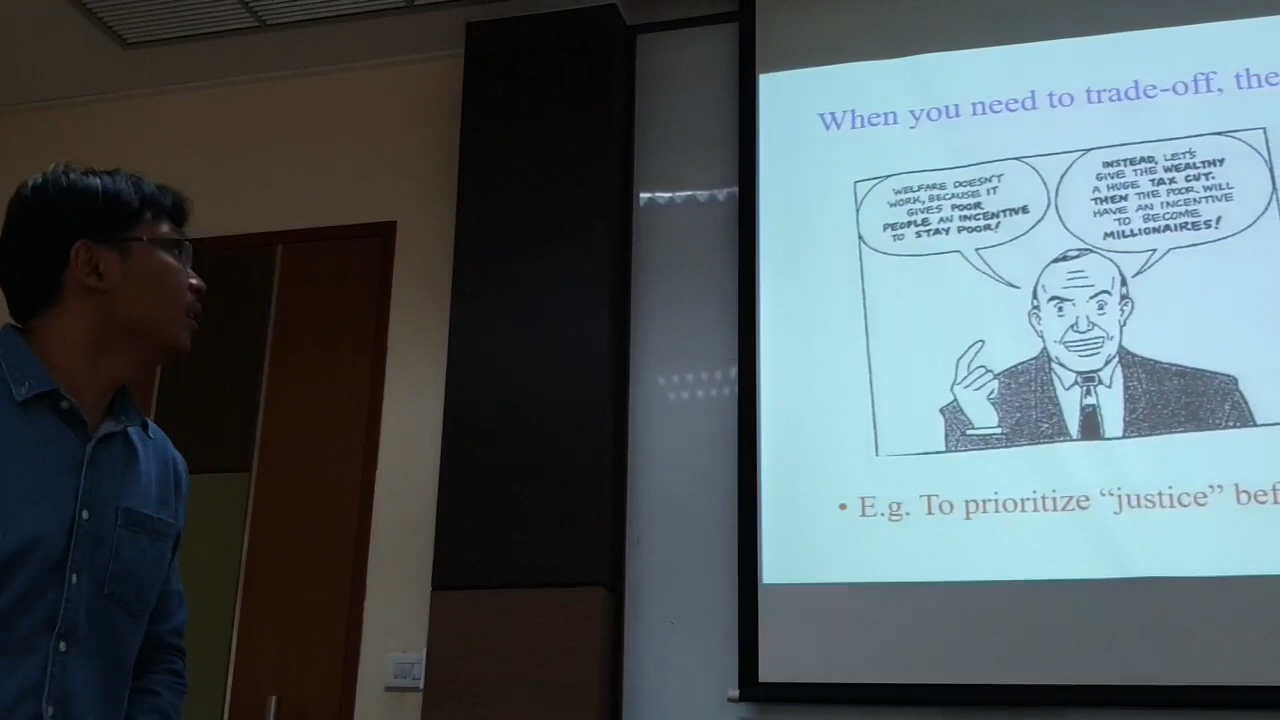 When you need to trade-off, the
WELFARE DOESN'T
WORK, BECAUSE IT
GIVES POOR
PEOPLE AN INCENTIVE
TO STAY POOR!
INSTEAD, LET'S
GIVE THE WEALTHY
A HUGE TAX CUT.
THEN THE POOR WILL
HAVE AN INCENTIVE
TO BECOME
MILLIONAIRES!
• E.g. To prioritize “justice” bef